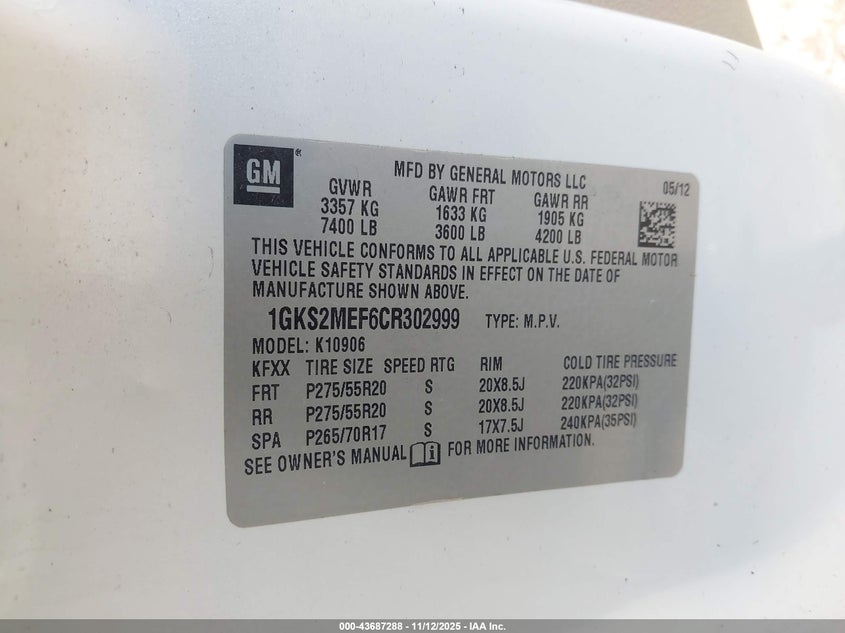 GM ®
MFD BY GENERAL MOTORS LLC 05/12
GVWR GAWR FRT GAWR RR
3357 KG 1633 KG 1905 KG
7400 LB 3600 LB 4200 LB
THIS VEHICLE CONFORMS TO ALL APPLICABLE U.S. FEDERAL MOTOR
VEHICLE SAFETY STANDARDS IN EFFECT ON THE DATE OF
MANUFACTURE SHOWN ABOVE.
1GKS2MEF6CR302999 TYPE: M.P.V.
MODEL: K10906
KFXX TIRE SIZE SPEED RTG RIM COLD TIRE PRESSURE
FRT P275/55R20 S 20X8.5J 220KPA(32PSI)
RR P275/55R20 S 20X8.5J 220KPA(32PSI)
SPA P265/70R17 S 17X7.5J 240KPA(35PSI)
SEE OWNER'S MANUAL i FOR MORE INFORMATION.
000-43687288 - 11/12/2025 - IAA Inc.